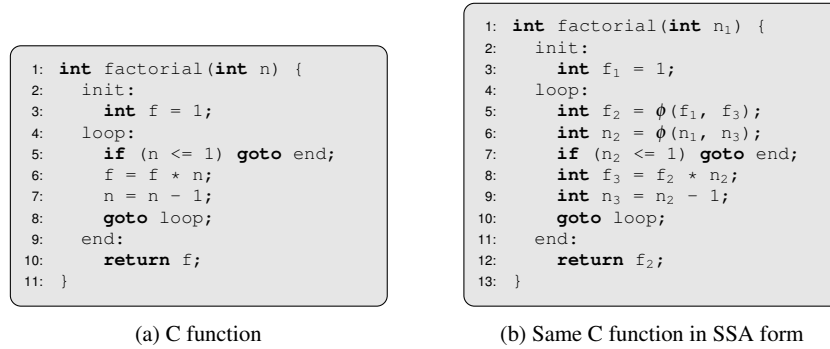 1: int factorial(int n) {
2: init:
3: int f = 1;
4: loop:
5: if (n <= 1) goto end;
6: f = f * n;
7: n = n - 1;
8: goto loop;
9: end:
10: return f;
11: }
(a) C function
1: int factorial(int n₁) {
2: init:
3: int f₁ = 1;
4: loop:
5: int f₂ = ϕ(f₁, f₃);
6: int n₂ = ϕ(n₁, n₃);
7: if (n₂ <= 1) goto end;
8: int f₃ = f₂ * n₂;
9: int n₃ = n₂ - 1;
10: goto loop;
11: end:
12: return f₂;
13: }
(b) Same C function in SSA form